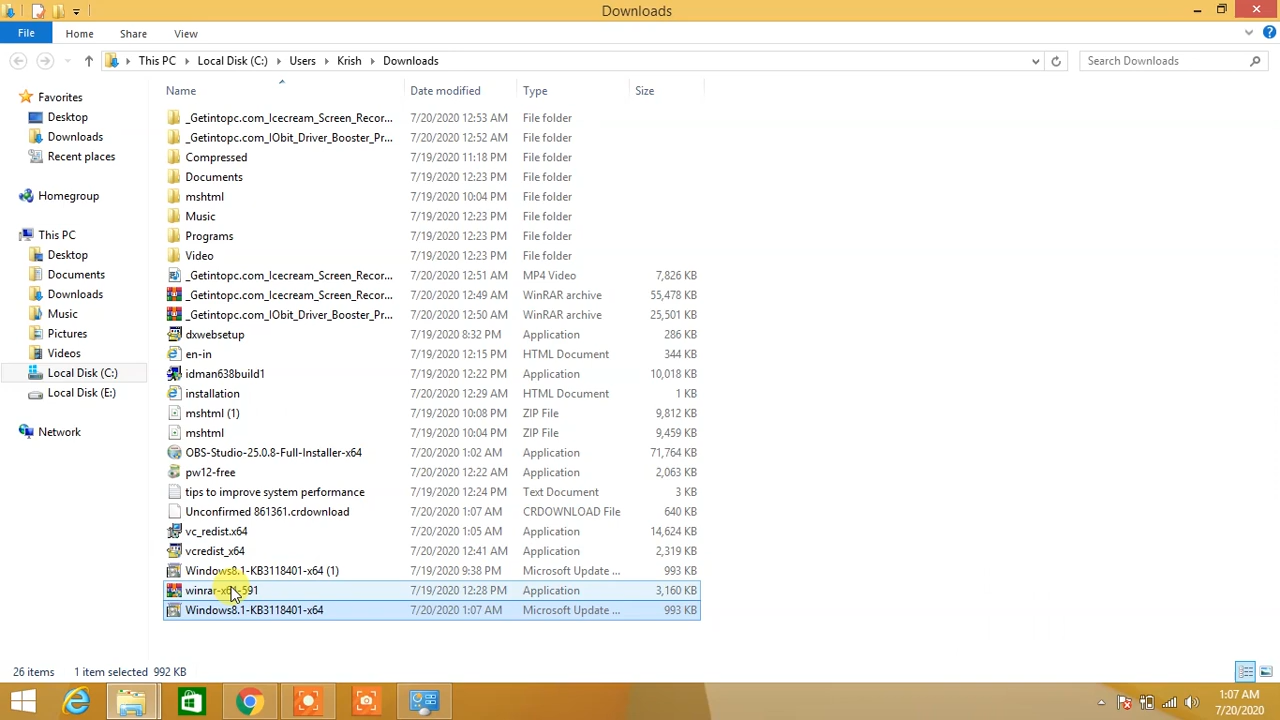 Downloads
File Home Share View
This PC Local Disk (C:) Users Krish Downloads Search Downloads
Name Date modified Type Size
Favorites
Desktop
Downloads
Recent places
Homegroup
This PC
Desktop
Documents
Downloads
Music
Pictures
Videos
Local Disk (C:)
Local Disk (E:)
Network
_Getintopc.com_Icecream_Screen_Recor... 7/20/2020 12:53 AM File folder
_Getintopc.com_IObit_Driver_Booster_Pr... 7/20/2020 12:52 AM File folder
Compressed 7/19/2020 11:18 PM File folder
Documents 7/19/2020 12:23 PM File folder
mshtml 7/19/2020 10:04 PM File folder
Music 7/19/2020 12:23 PM File folder
Programs 7/19/2020 12:23 PM File folder
Video 7/19/2020 12:23 PM File folder
_Getintopc.com_Icecream_Screen_Recor... 7/20/2020 12:51 AM MP4 Video 7,826 KB
_Getintopc.com_Icecream_Screen_Recor... 7/20/2020 12:49 AM WinRAR archive 55,478 KB
_Getintopc.com_IObit_Driver_Booster_Pr... 7/20/2020 12:50 AM WinRAR archive 25,501 KB
dxwebsetup 7/19/2020 8:32 PM Application 286 KB
en-in 7/19/2020 12:15 PM HTML Document 344 KB
idman638build1 7/19/2020 12:22 PM Application 10,018 KB
installation 7/20/2020 12:29 AM HTML Document 1 KB
mshtml (1) 7/19/2020 10:08 PM ZIP File 9,812 KB
mshtml 7/19/2020 10:04 PM ZIP File 9,459 KB
OBS-Studio-25.0.8-Full-Installer-x64 7/20/2020 1:02 AM Application 71,764 KB
pw12-free 7/20/2020 12:22 AM Application 2,063 KB
tips to improve system performance 7/19/2020 12:24 PM Text Document 3 KB
Unconfirmed 861361.crdownload 7/20/2020 1:07 AM CRDOWNLOAD File 640 KB
vc_redist.x64 7/20/2020 1:05 AM Application 14,624 KB
vcredist_x64 7/20/2020 12:41 AM Application 2,319 KB
Windows8.1-KB3118401-x64 (1) 7/19/2020 9:38 PM Microsoft Update ... 993 KB
winrar-x64-591 7/19/2020 12:28 PM Application 3,160 KB
Windows8.1-KB3118401-x64 7/20/2020 1:07 AM Microsoft Update ... 993 KB
26 items 1 item selected 992 KB
1:07 AM
7/20/2020